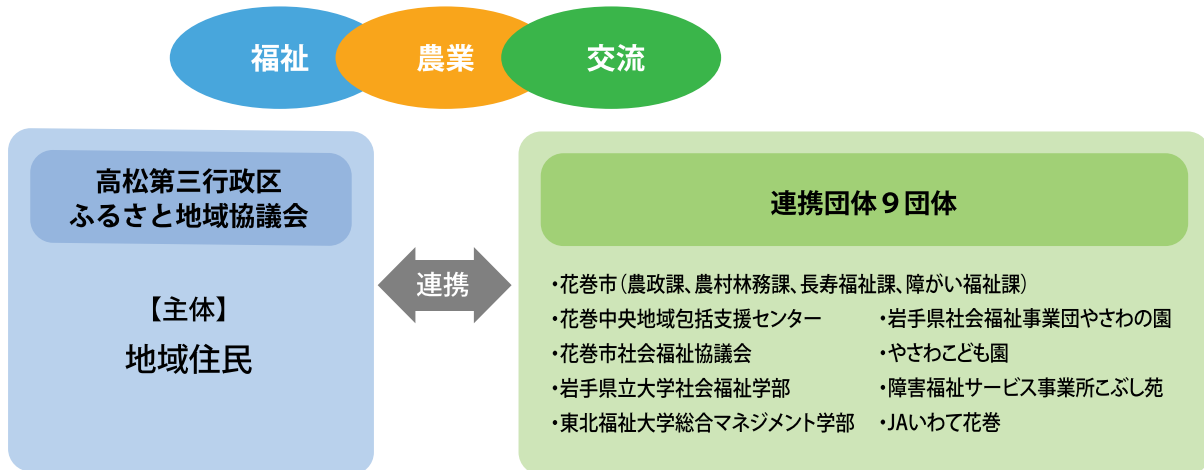 福祉
農業
交流
高松第三行政区
ふるさと地域協議会
【主体】
地域住民
連携
連携団体９団体
・花巻市（農政課、農村林務課、長寿福祉課、障がい福祉課）
・花巻中央地域包括支援センター
・花巻市社会福祉協議会
・岩手県立大学社会福祉学部
・東北福祉大学総合マネジメント学部
・岩手県社会福祉事業団やさわの園
・やさわこども園
・障害福祉サービス事業所こぶし苑
・JAいわて花巻